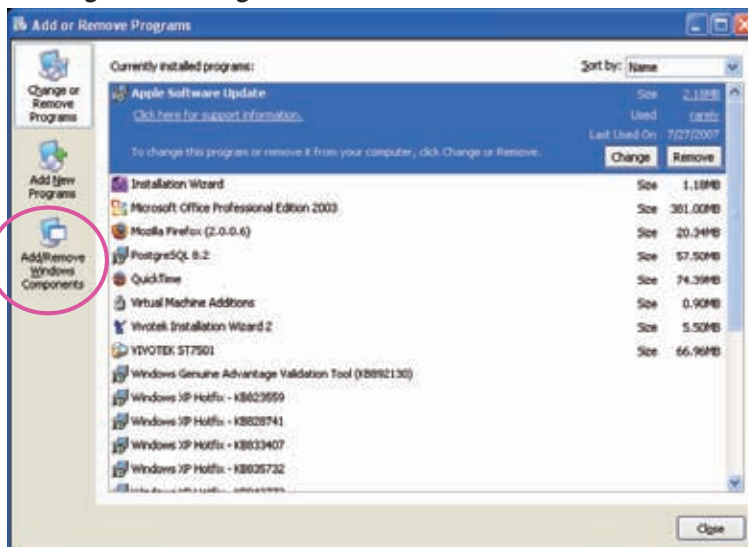 Add or Remove Programs
Change or
Remove
Programs
Add New
Programs
Add/Remove
Windows
Components
Currently installed programs:
Sort by: Name
Apple Software Update
Size 2.18MB
Click here for support information.
Used rarely
Last Used On 7/27/2007
To change this program or remove it from your computer, click Change or Remove.
Change Remove
Installation Wizard Size 1.18MB
Microsoft Office Professional Edition 2003 Size 381.00MB
Mozilla Firefox (2.0.0.6) Size 20.34MB
PostgreSQL 8.2 Size 57.50MB
QuickTime Size 74.39MB
Virtual Machine Additions Size 0.90MB
Vivotek Installation Wizard 2 Size 5.50MB
VIVOTEK ST7501 Size 66.96MB
Windows Genuine Advantage Validation Tool (KB892130)
Windows XP Hotfix - KB823559
Windows XP Hotfix - KB828741
Windows XP Hotfix - KB833407
Windows XP Hotfix - KB835732
Close